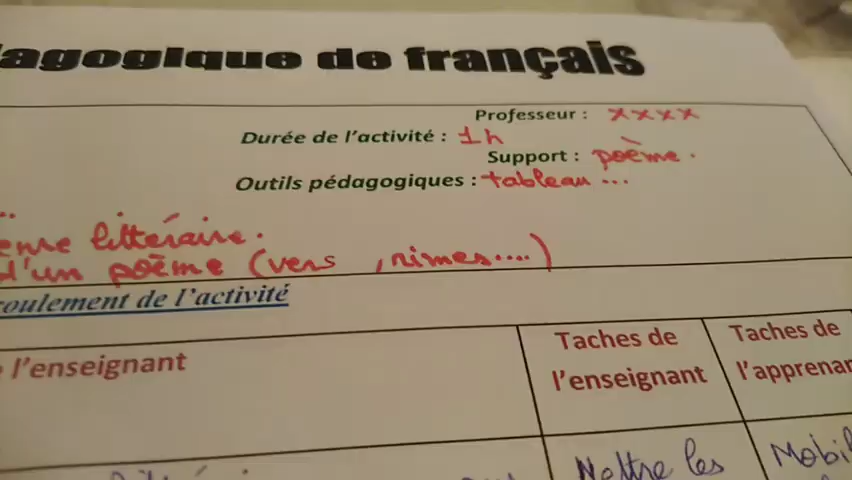 agogique de français
Professeur : xxxx
Durée de l'activité : 1h
Support : poème.
Outils pédagogiques : tableau ...
enre littéraire.
d'un poème (vers , rimes....)
roulement de l'activité
l'enseignant
Taches de l'enseignant
Taches de l'apprenan
Mettre les
Mobil